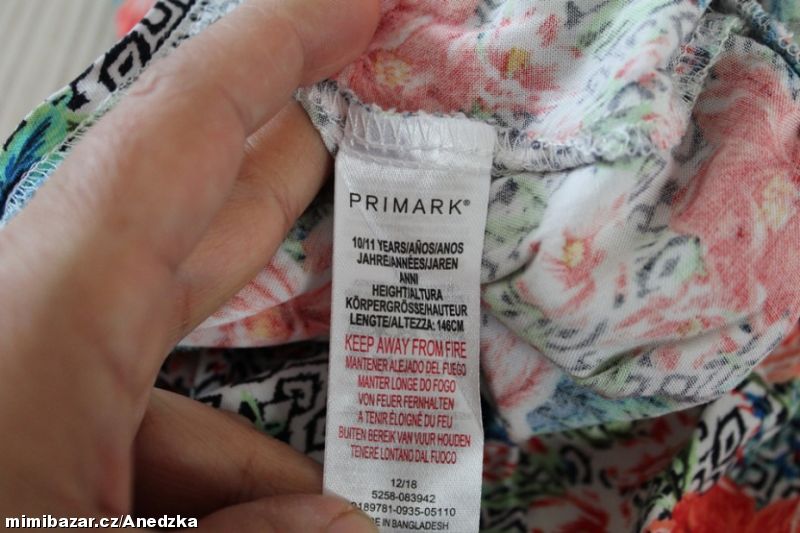 PRIMARK®
10/11 YEARS/AÑOS/ANOS
JAHRE/ANNÉES/JAREN
ANNI
HEIGHT/ALTURA
KÖRPERGRÖSSE/HAUTEUR
LENGTE/ALTEZZA: 146CM
KEEP AWAY FROM FIRE
MANTENER ALEJADO DEL FUEGO
MANTER LONGE DO FOGO
VON FEUER FERNHALTEN
A TENIR ÉLOIGNÉ DU FEU
BUITEN BEREIK VAN VUUR HOUDEN
TENERE LONTANO DAL FUOCO
12/18
5258-083942
189781-0935-05110
IN BANGLADESH
mimibazar.cz/Anedzka